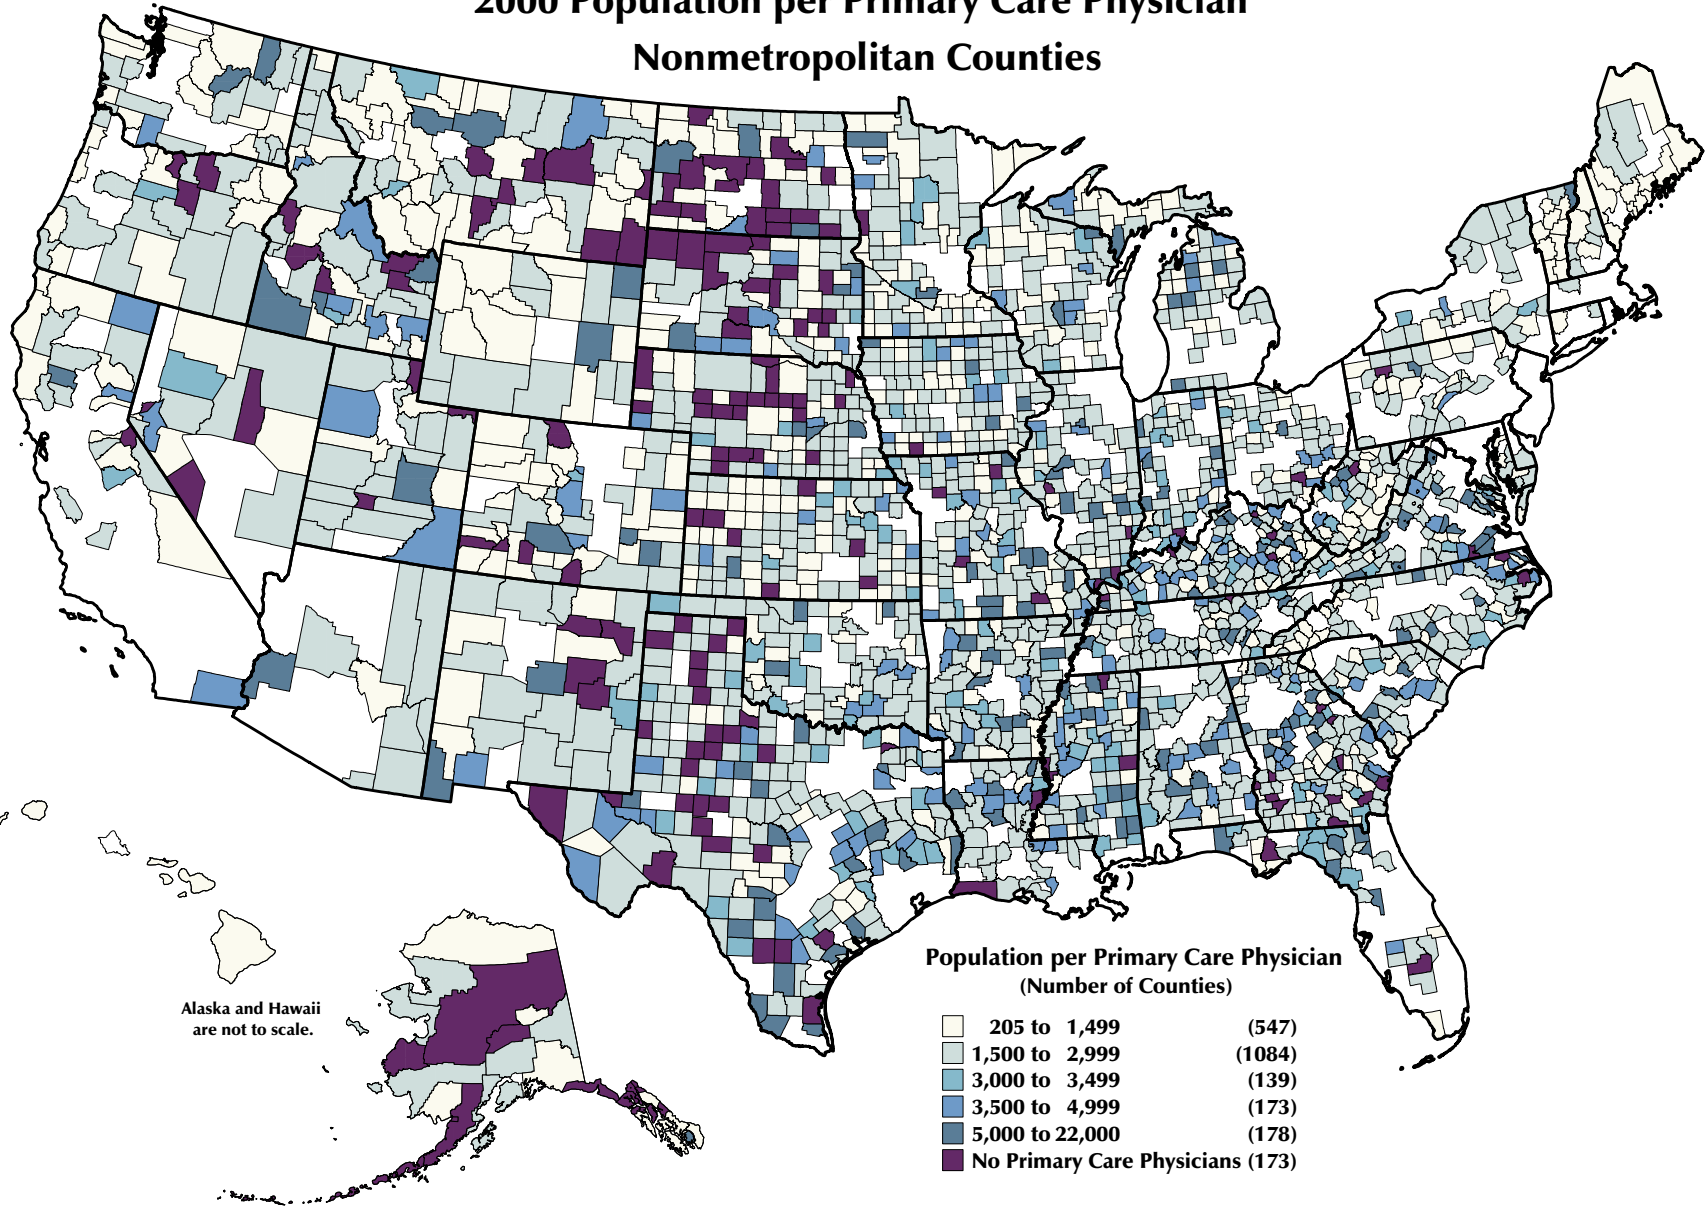 2000 Population per Primary Care Physician
Nonmetropolitan Counties
Alaska and Hawaii
are not to scale.
Population per Primary Care Physician
(Number of Counties)
205 to 1,499 (547)
1,500 to 2,999 (1084)
3,000 to 3,499 (139)
3,500 to 4,999 (173)
5,000 to 22,000 (178)
No Primary Care Physicians (173)